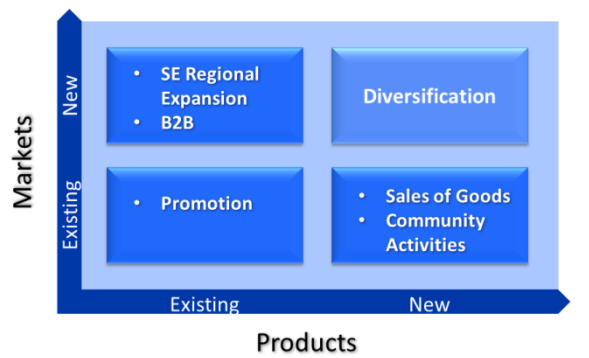 Markets
New
Existing
• SE Regional
Expansion
• B2B
Diversification
• Promotion
• Sales of Goods
• Community
Activities
Existing
New
Products